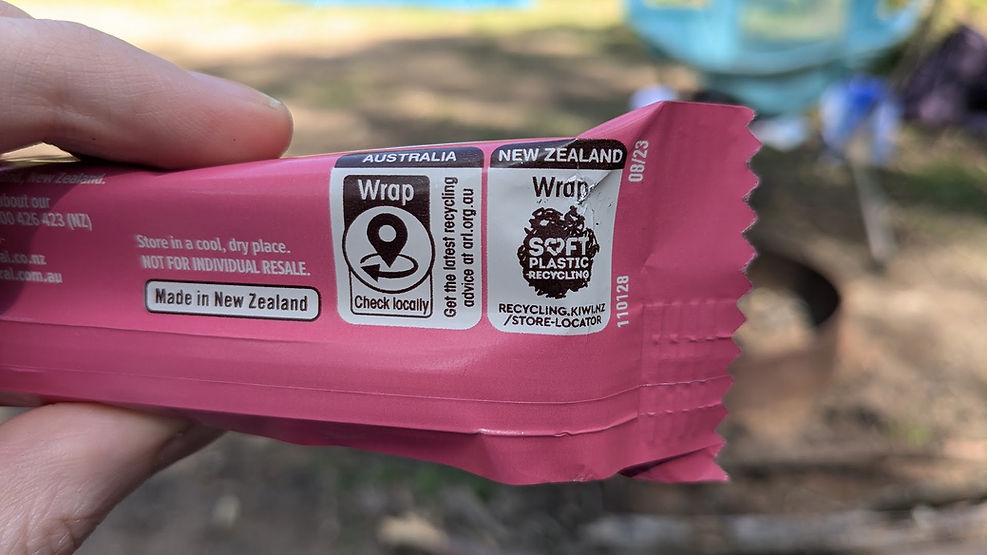 d, New Zealand.
about our
00 426 423 (NZ)
al.co.nz
ral.com.au
Store in a cool, dry place.
NOT FOR INDIVIDUAL RESALE.
Made in New Zealand
AUSTRALIA
Wrap
Check locally
Get the latest recycling
advice at arl.org.au
NEW ZEALAND
Wrap
SOFT
PLASTIC
RECYCLING
RECYCLING.KIWI.NZ
/STORE-LOCATOR
08/23
110128